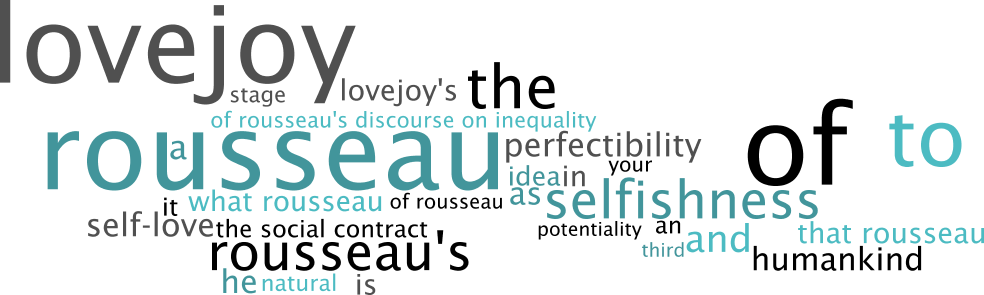 lovejoy
stage
lovejoy's
the
of rousseau's discourse on inequality
rousseau
a
perfectibility
of
to
idea
in
your
it
what rousseau
of rousseau
as
selfishness
self-love
the social contract
potentiality
an
third
and
that rousseau
rousseau's
humankind
he
natural
is